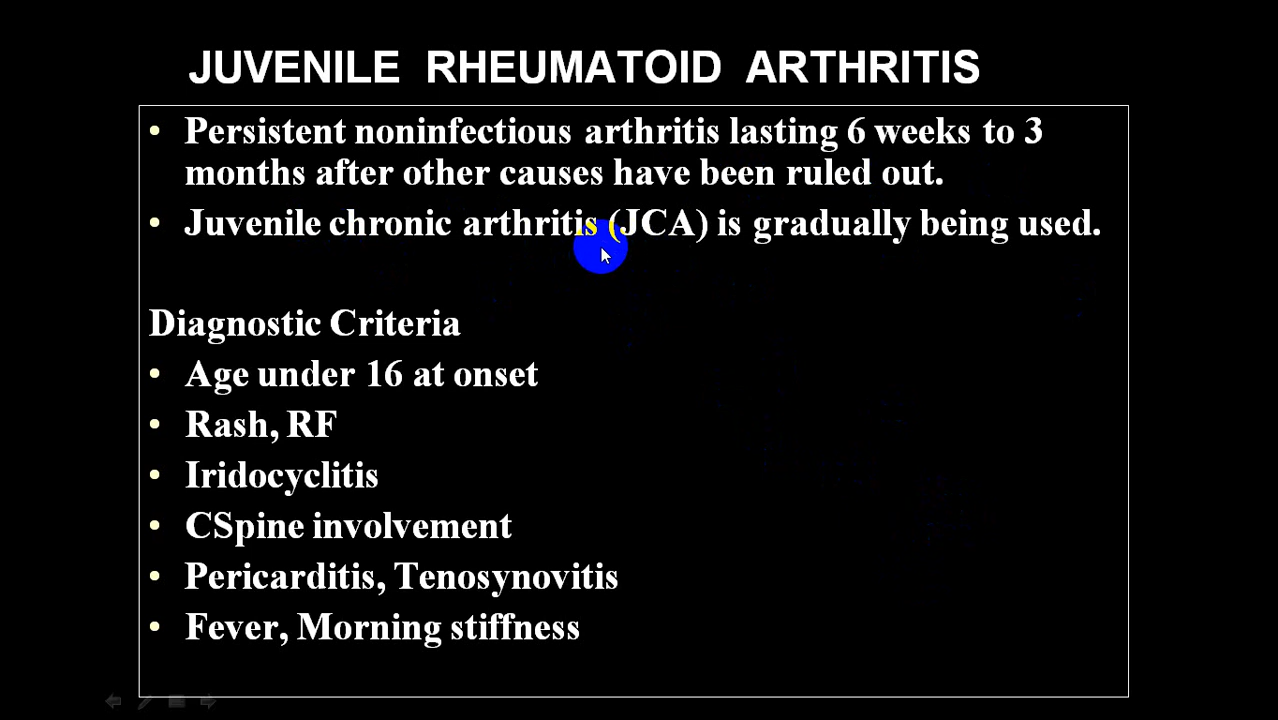 JUVENILE RHEUMATOID ARTHRITIS
• Persistent noninfectious arthritis lasting 6 weeks to 3
months after other causes have been ruled out.
• Juvenile chronic arthritis (JCA) is gradually being used.
Diagnostic Criteria
• Age under 16 at onset
• Rash, RF
• Iridocyclitis
• CSpine involvement
• Pericarditis, Tenosynovitis
• Fever, Morning stiffness